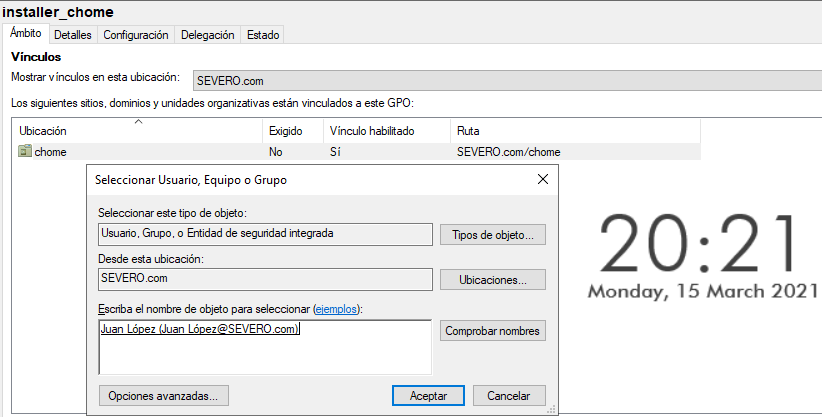 installer_chome
Ámbito Detalles Configuración Delegación Estado
Vínculos
Mostrar vínculos en esta ubicación: SEVERO.com
Los siguientes sitios, dominios y unidades organizativas están vinculados a este GPO:
Ubicación Exigido Vínculo habilitado Ruta
chome No Sí SEVERO.com/chome
Seleccionar Usuario, Equipo o Grupo
Seleccionar este tipo de objeto:
Usuario, Grupo, o Entidad de seguridad integrada Tipos de objeto...
Desde esta ubicación:
SEVERO.com Ubicaciones...
Escriba el nombre de objeto para seleccionar (ejemplos):
Juan López (Juan López@SEVERO.com) Comprobar nombres
Opciones avanzadas... Aceptar Cancelar
20:21
Monday, 15 March 2021